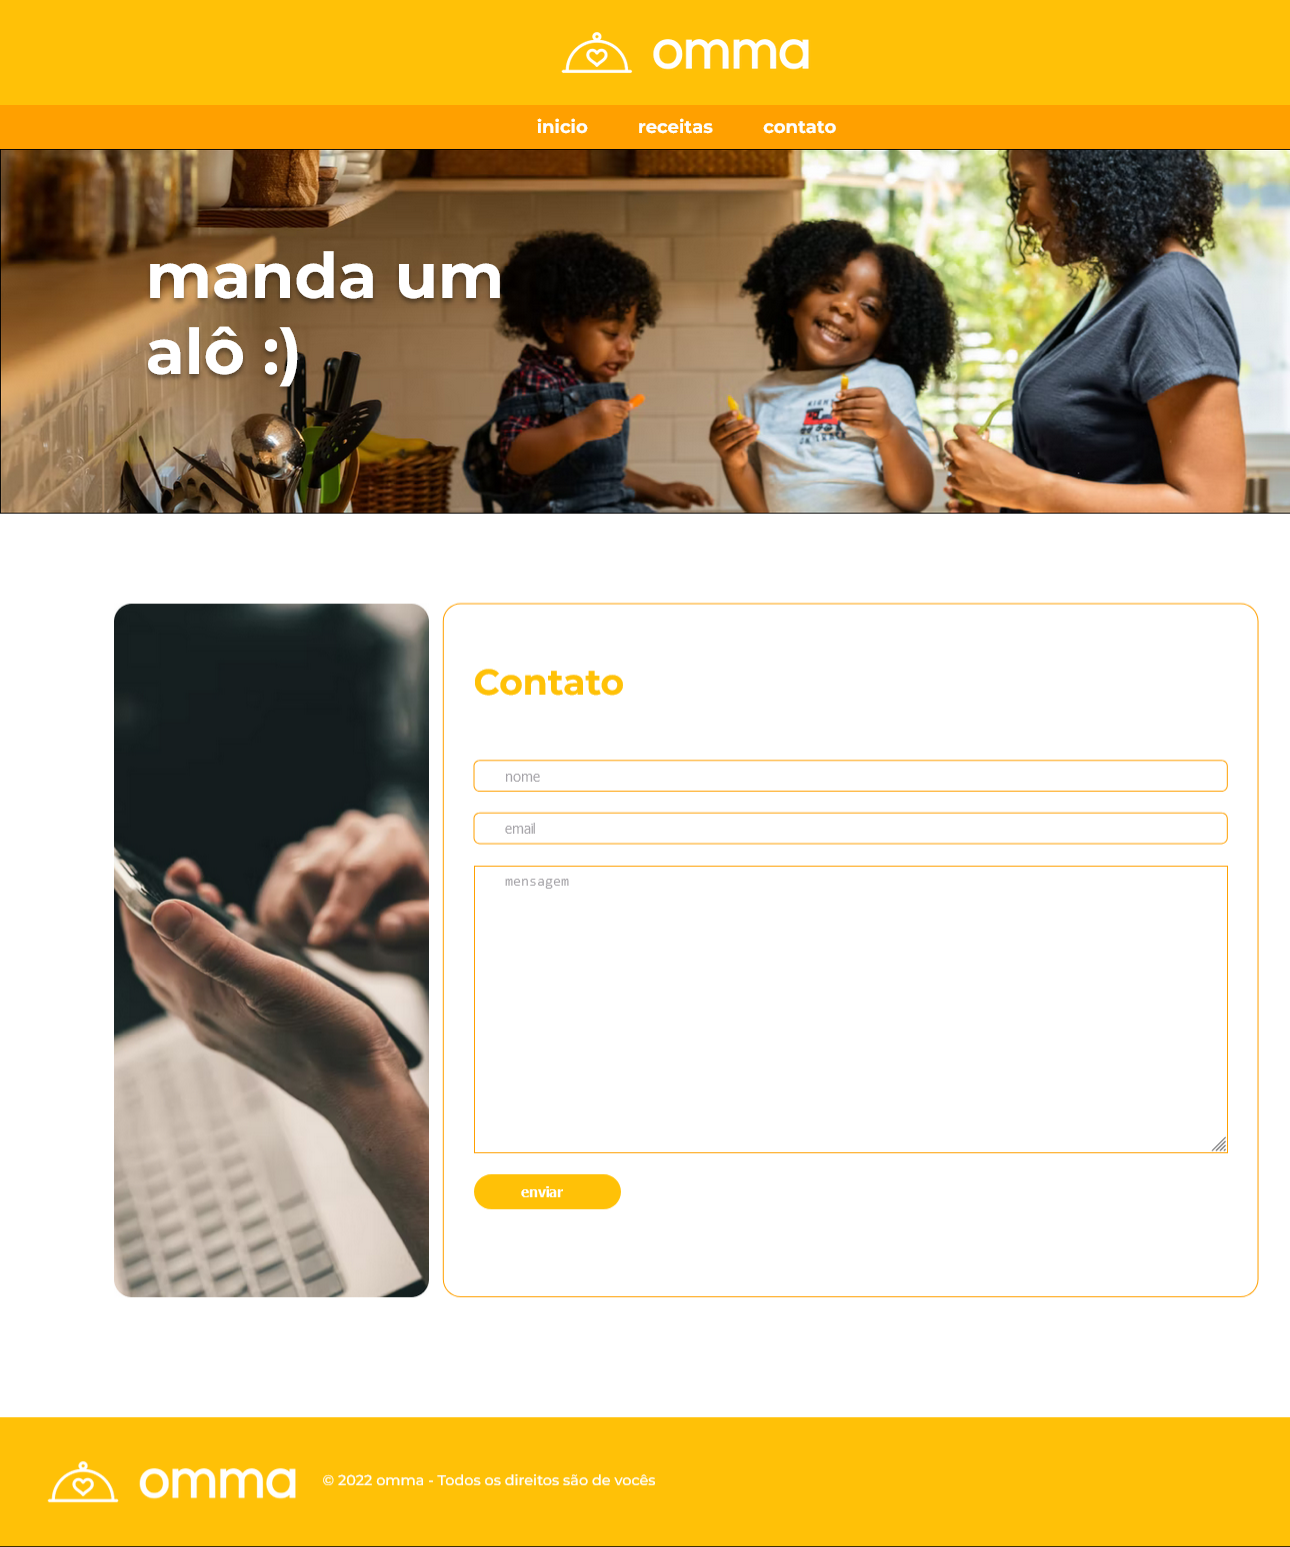 omma
inicio receitas contato
manda um
alô :)
Contato
nome
email
mensagem
enviar
omma © 2022 omma - Todos os direitos são de vocês